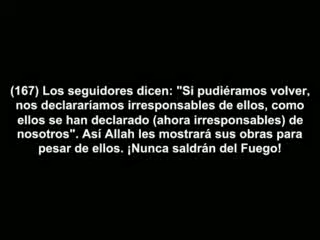 (167) Los seguidores dicen: "Si pudiéramos volver,
nos declararíamos irresponsables de ellos, como
ellos se han declarado (ahora irresponsables) de
nosotros". Así Allah les mostrará sus obras para
pesar de ellos. ¡Nunca saldrán del Fuego!